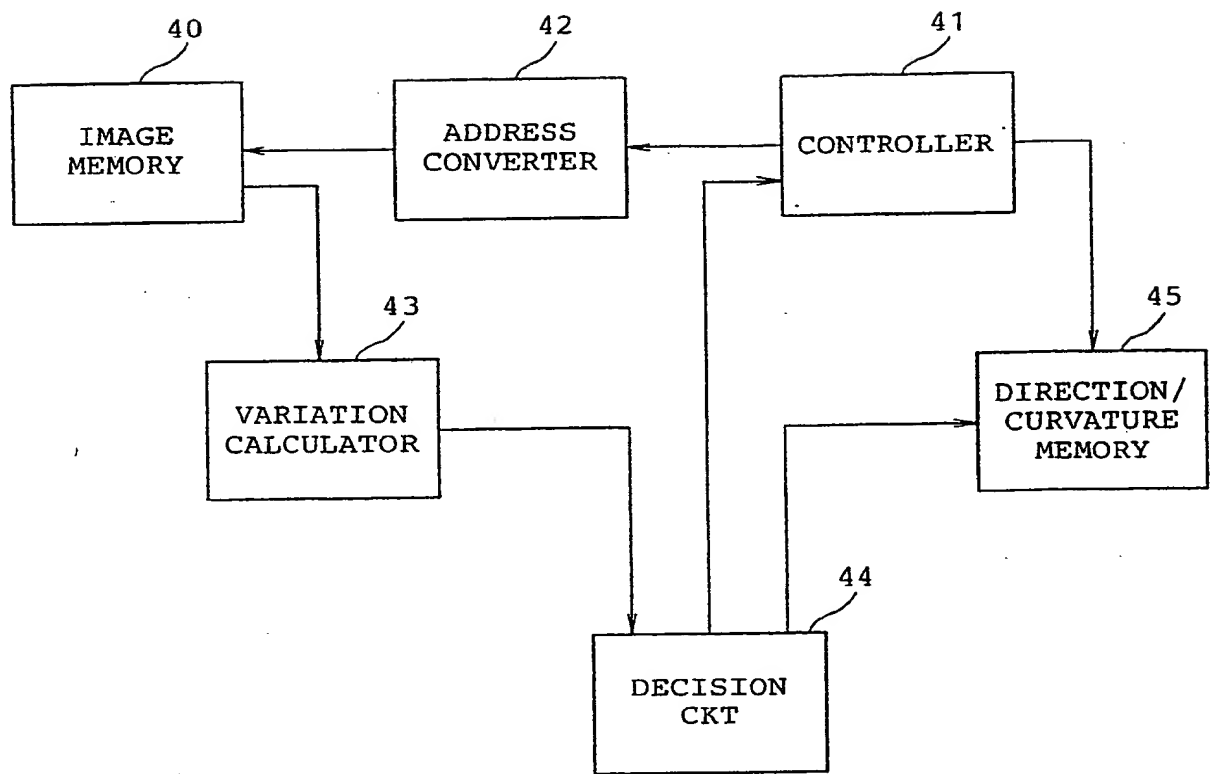 40
42
41
IMAGE
MEMORY
ADDRESS
CONVERTER
CONTROLLER
43
45
VARIATION
CALCULATOR
DIRECTION/
CURVATURE
MEMORY
44
DECISION
CKT